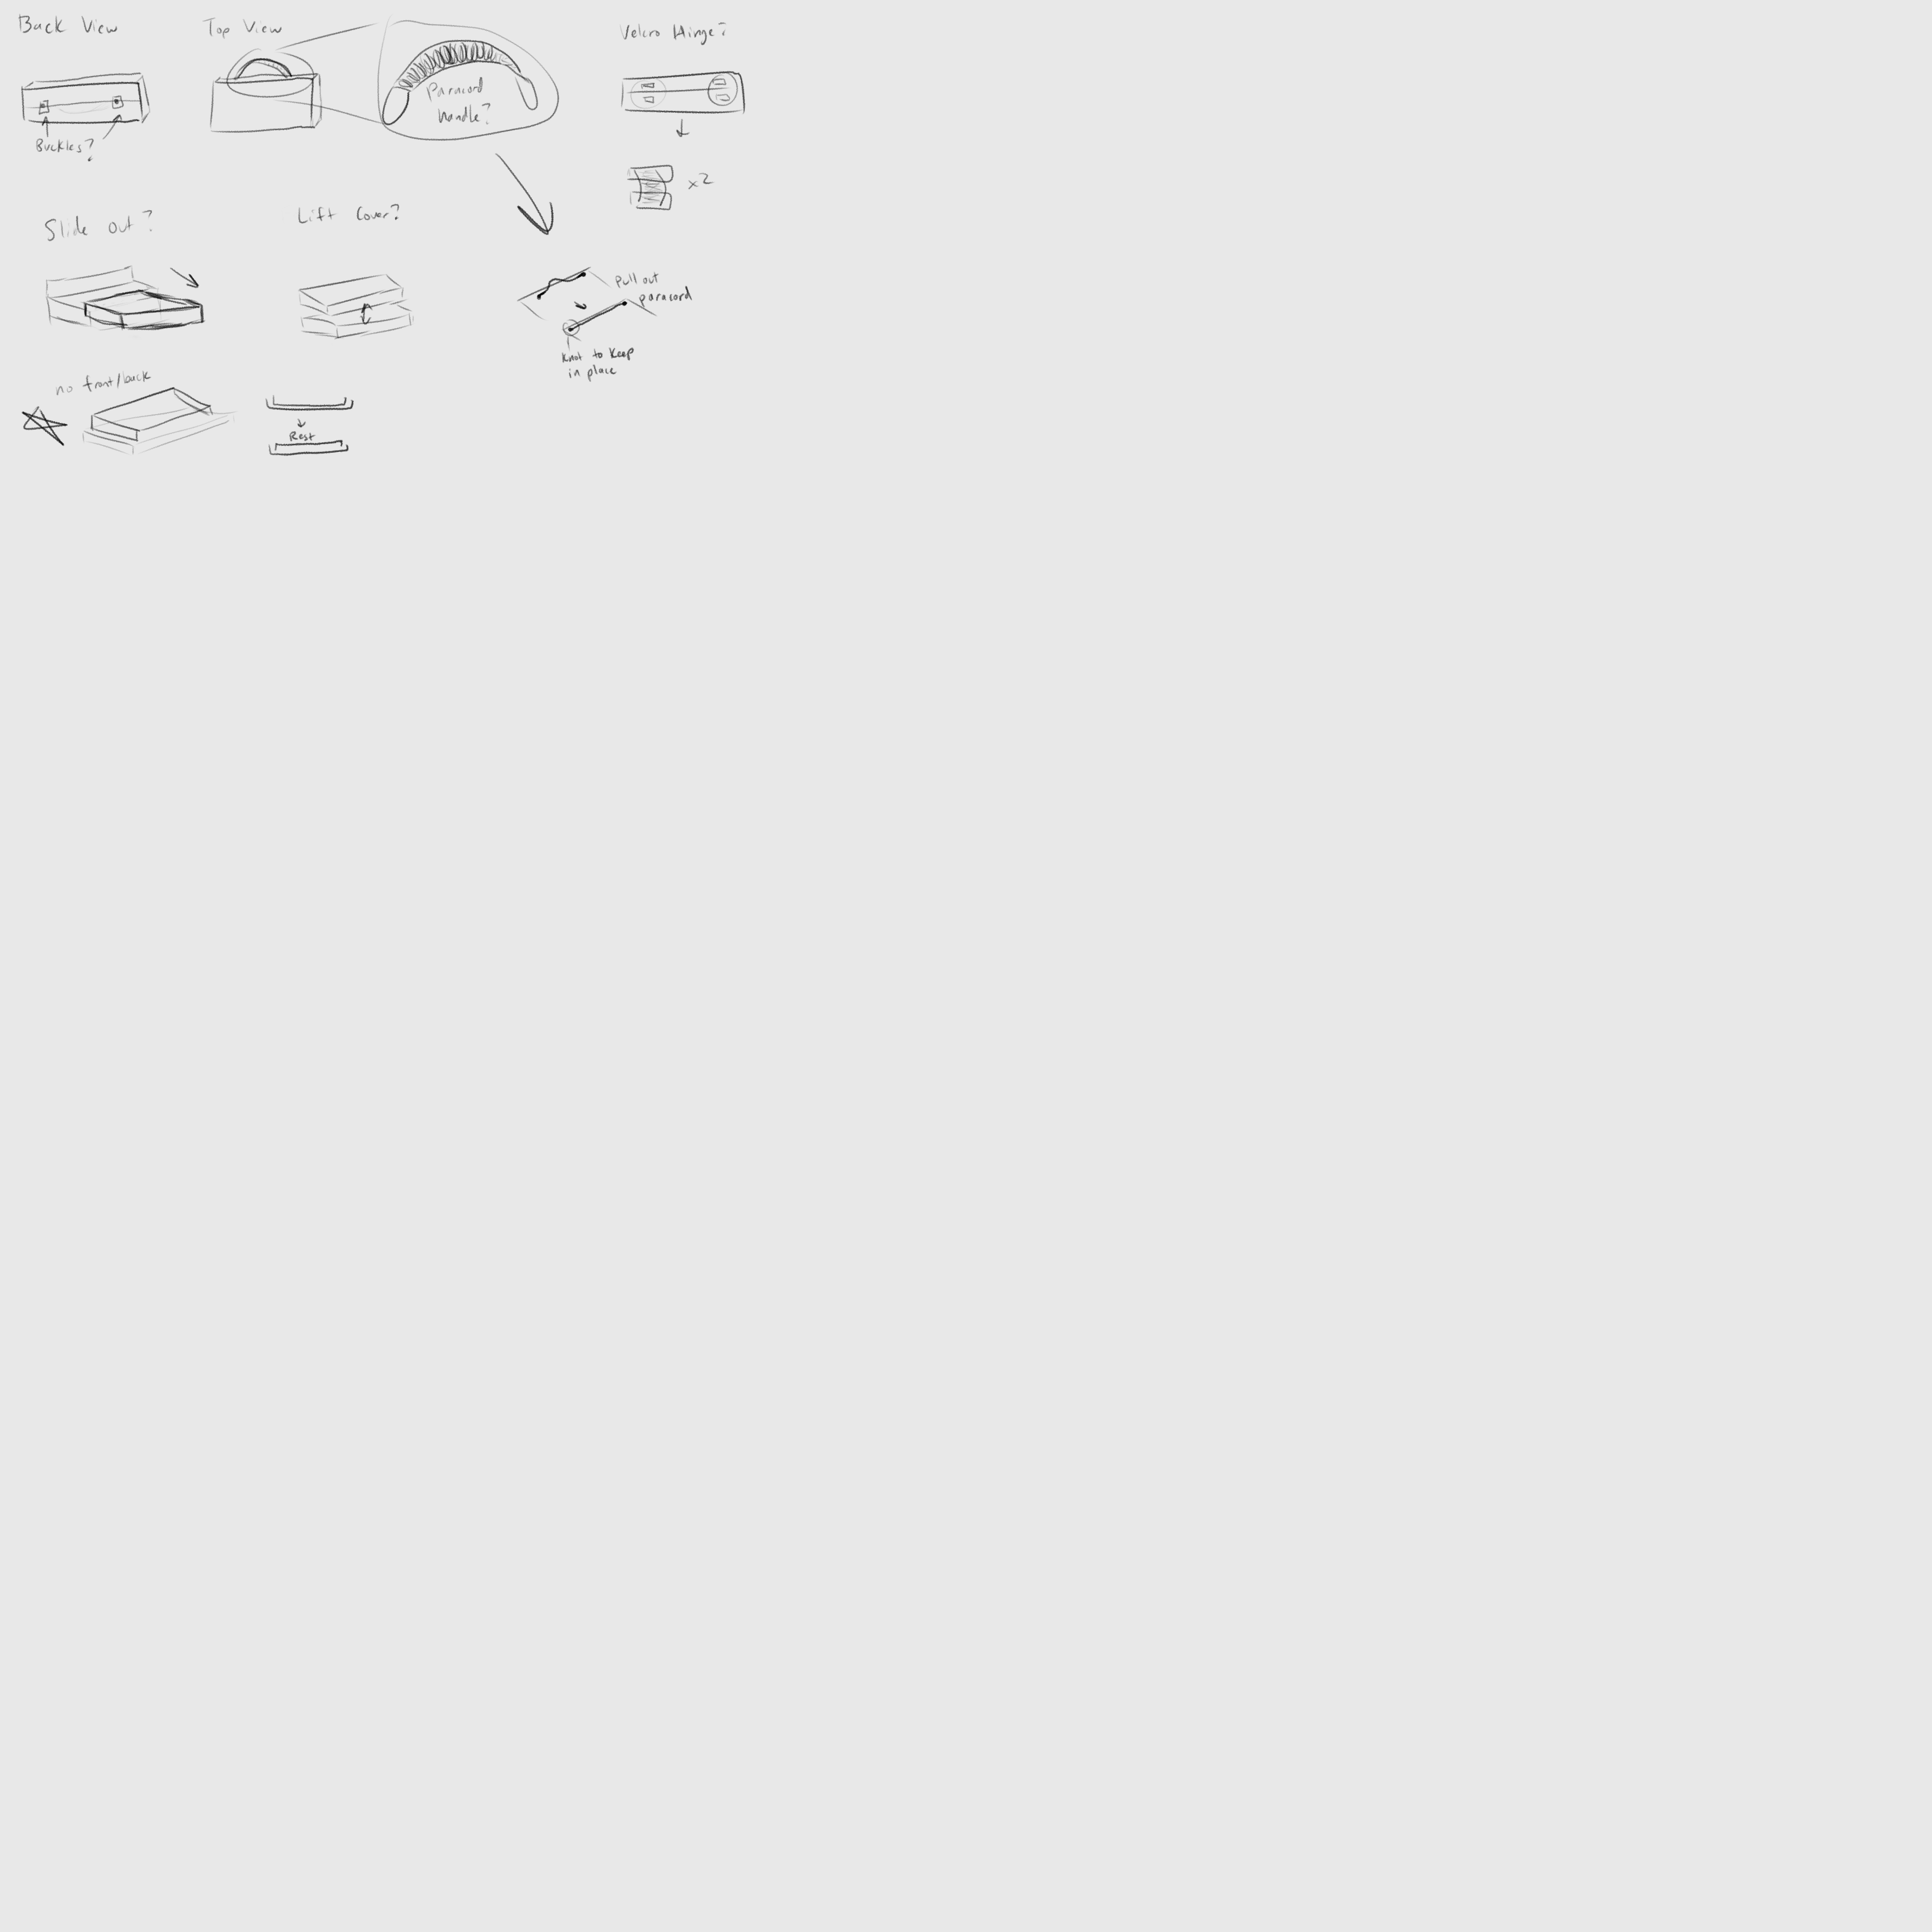 Back View
Top View
Velcro Hinge?
Paracord
handle?
Buckles?
x2
Slide out?
Lift Cover?
Pull out
paracord
Knot to Keep
in place
no front/back
Rest